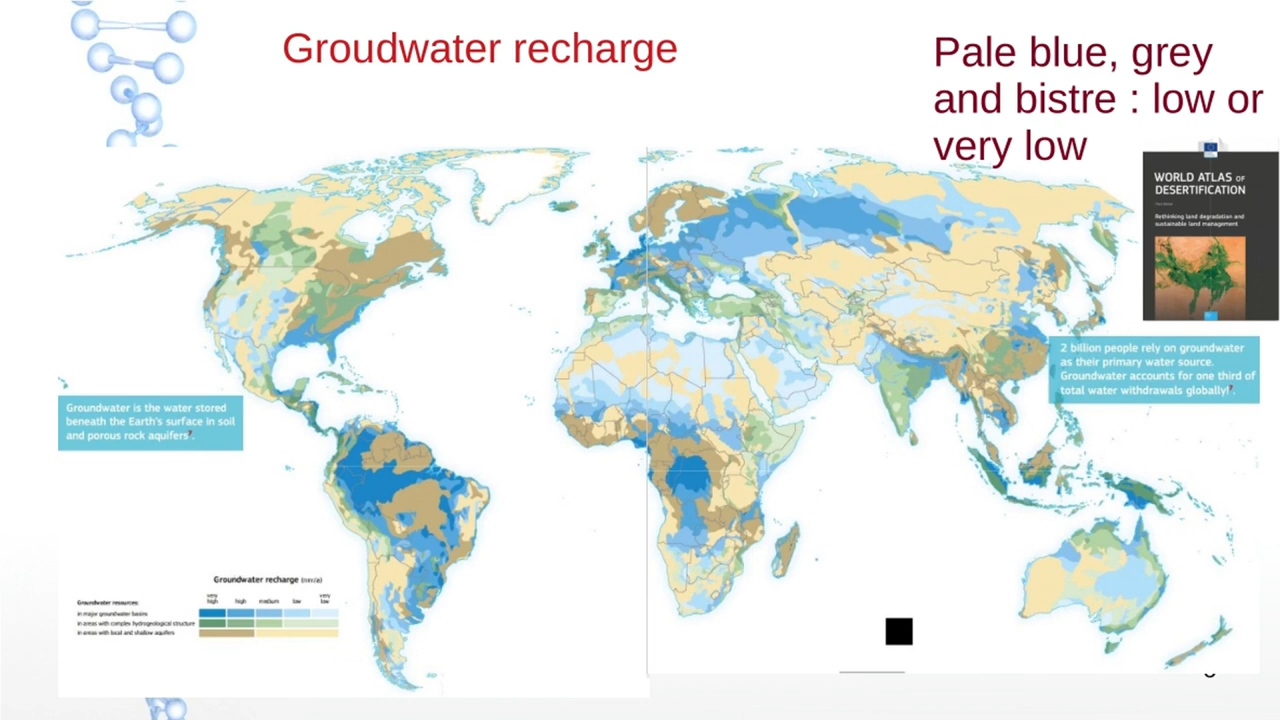 Groudwater recharge
Pale blue, grey
and bistre : low or
very low
WORLD ATLAS OF
DESERTIFICATION
Rethinking land degradation and
sustainable land management
2 billion people rely on groundwater
as their primary water source.
Groundwater accounts for one third of
total water withdrawals globally⁷.
Groundwater is the water stored
beneath the Earth's surface in soil
and porous rock aquifers⁷.
Groundwater recharge (mm/a)
very high high medium low very low
Groundwater resources:
in major groundwater basins
in areas with complex hydrogeological structure
in areas with local and shallow aquifers